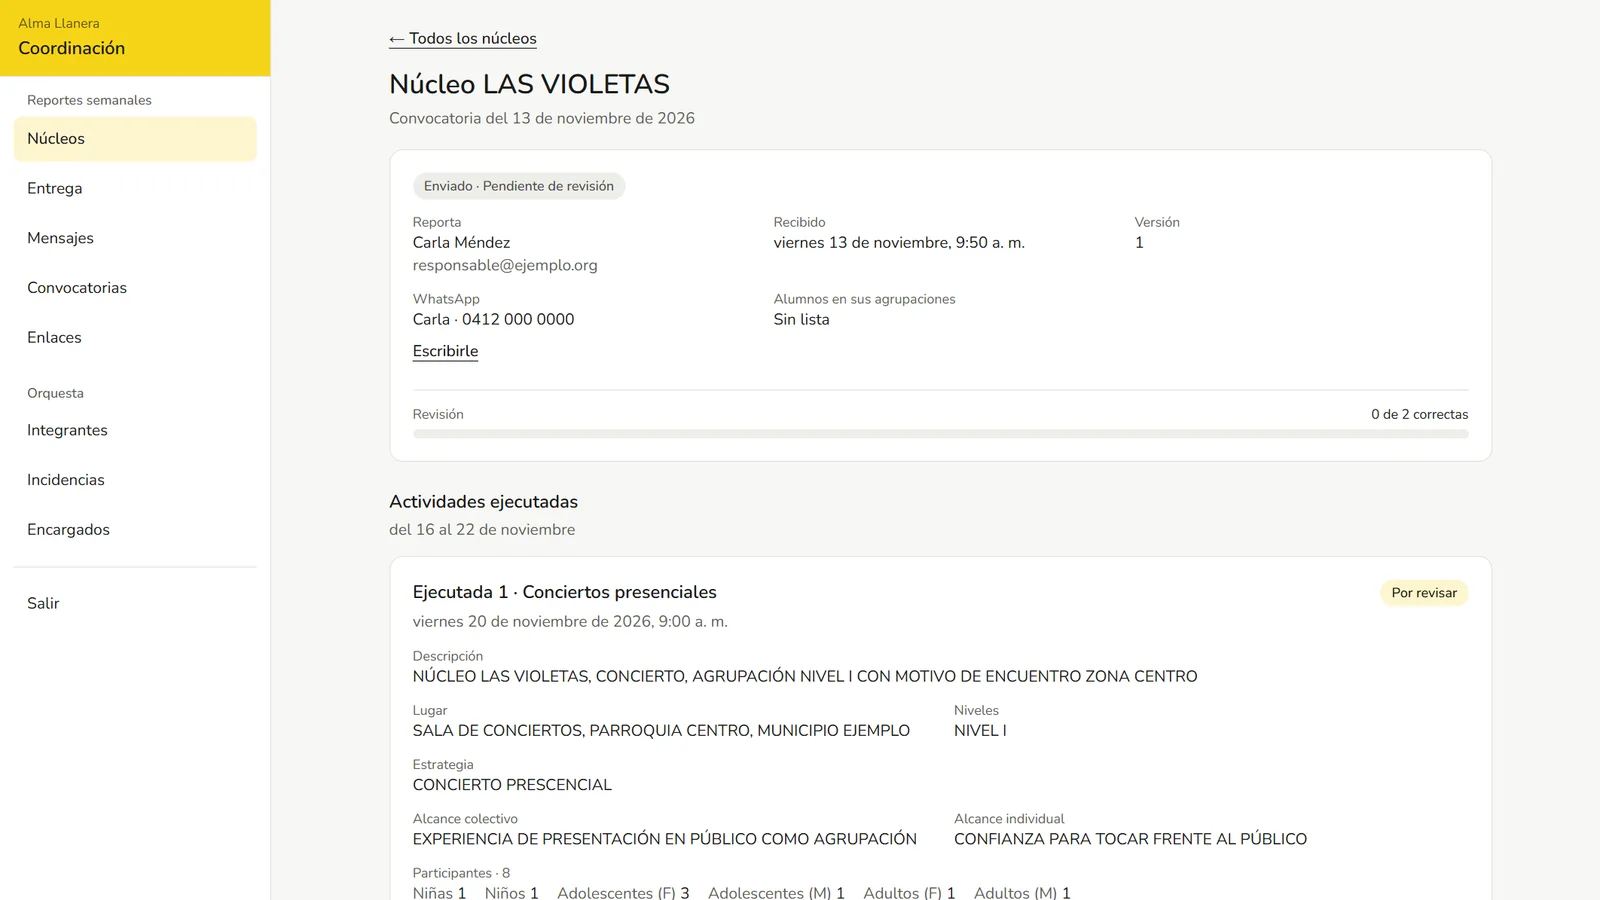 Alma Llanera
Coordinación
Reportes semanales
Núcleos
Entrega
Mensajes
Convocatorias
Enlaces
Orquesta
Integrantes
Incidencias
Encargados
Salir
← Todos los núcleos
Núcleo LAS VIOLETAS
Convocatoria del 13 de noviembre de 2026
Enviado · Pendiente de revisión
Reporta
Carla Méndez
responsable@ejemplo.org
Recibido
viernes 13 de noviembre, 9:50 a. m.
Versión
1
WhatsApp
Carla · 0412 000 0000
Escribirle
Alumnos en sus agrupaciones
Sin lista
Revisión
0 de 2 correctas
Actividades ejecutadas
del 16 al 22 de noviembre
Ejecutada 1 · Conciertos presenciales
Por revisar
viernes 20 de noviembre de 2026, 9:00 a. m.
Descripción
NÚCLEO LAS VIOLETAS, CONCIERTO, AGRUPACIÓN NIVEL I CON MOTIVO DE ENCUENTRO ZONA CENTRO
Lugar
SALA DE CONCIERTOS, PARROQUIA CENTRO, MUNICIPIO EJEMPLO
Niveles
NIVEL I
Estrategia
CONCIERTO PRESCENCIAL
Alcance colectivo
EXPERIENCIA DE PRESENTACIÓN EN PÚBLICO COMO AGRUPACIÓN
Alcance individual
CONFIANZA PARA TOCAR FRENTE AL PÚBLICO
Participantes · 8
Niñas 1 Niños 1 Adolescentes (F) 3 Adolescentes (M) 1 Adultos (F) 1 Adultos (M) 1